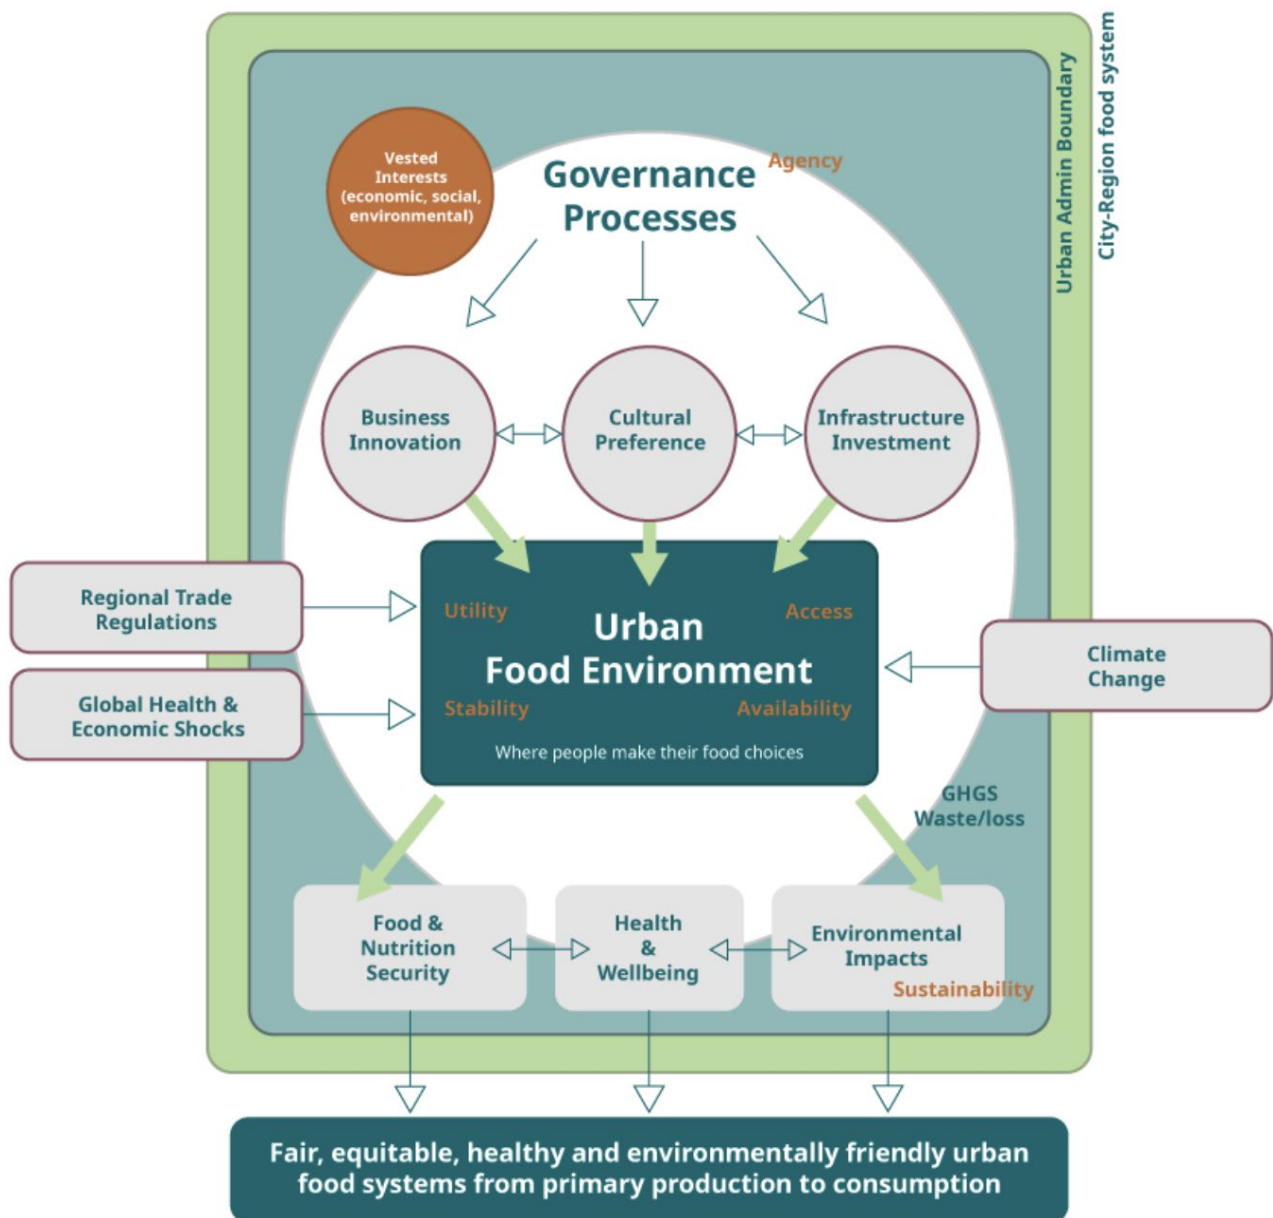 City-Region food system
Urban Admin Boundary
Vested
Interests
(economic, social,
environmental)
Governance
Processes
Agency
Business
Innovation
Cultural
Preference
Infrastructure
Investment
Regional Trade
Regulations
Global Health &
Economic Shocks
Utility
Access
Urban
Food Environment
Stability
Availability
Where people make their food choices
Climate
Change
GHGS
Waste/loss
Food &
Nutrition
Security
Health
&
Wellbeing
Environmental
Impacts
Sustainability
Fair, equitable, healthy and environmentally friendly urban
food systems from primary production to consumption